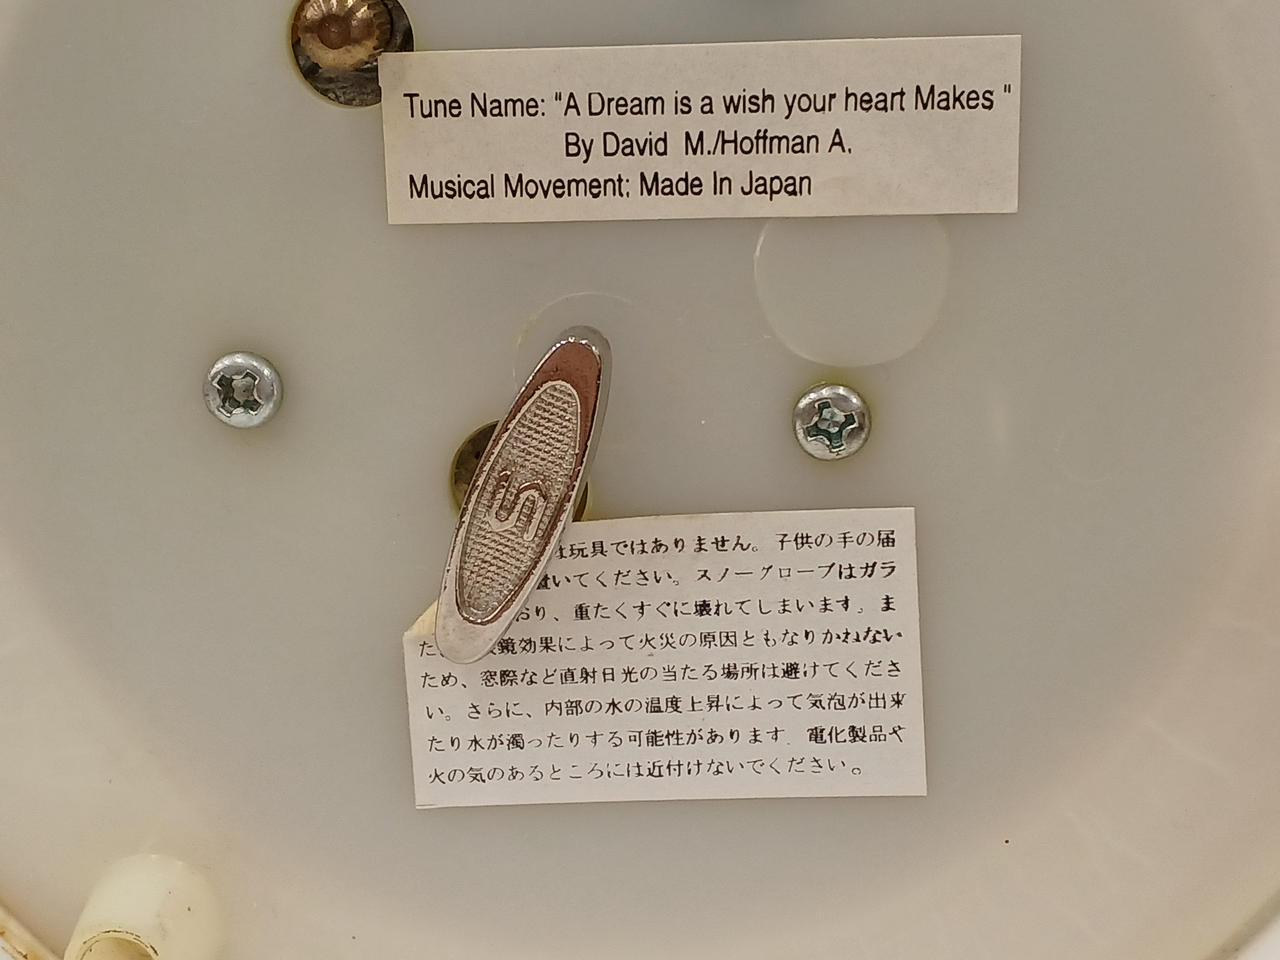 Tune Name: "A Dream is a wish your heart Makes "
By David M./Hoffman A.
Musical Movement: Made In Japan
S
は玩具ではありません。子供の手の届
置いてください。スノーグローブはガラ
おり、重たくすぐに壊れてしまいます。ま
た、鏡効果によって火災の原因ともなりかねない
ため、窓際など直射日光の当たる場所は避けてくださ
い。さらに、内部の水の温度上昇によって気泡が出来
たり水が濁ったりする可能性があります。電化製品や
火の気のあるところには近付けないでください。